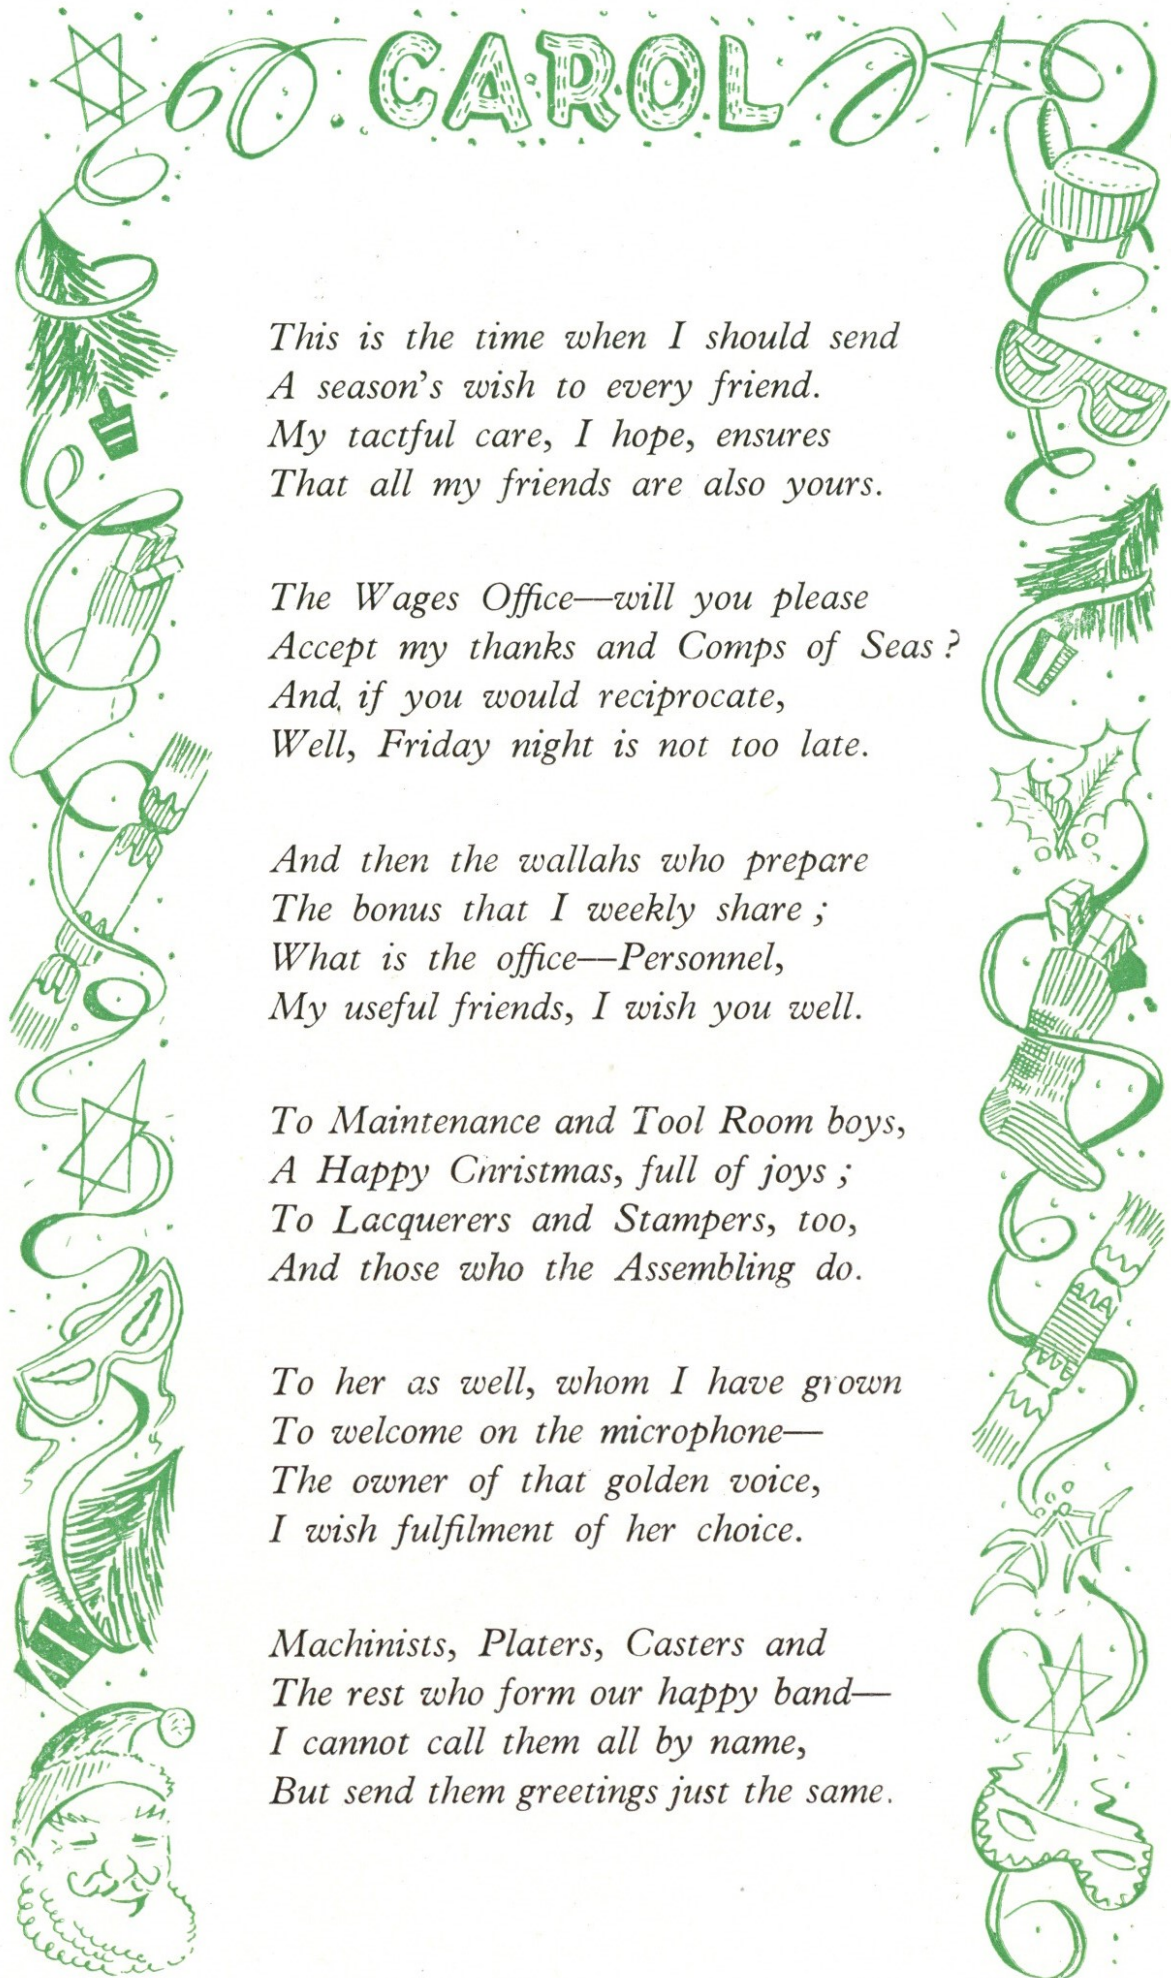 CAROL
This is the time when I should send
A season's wish to every friend.
My tactful care, I hope, ensures
That all my friends are also yours.
The Wages Office—will you please
Accept my thanks and Comps of Seas ?
And, if you would reciprocate,
Well, Friday night is not too late.
And then the wallahs who prepare
The bonus that I weekly share ;
What is the office—Personnel,
My useful friends, I wish you well.
To Maintenance and Tool Room boys,
A Happy Christmas, full of joys ;
To Lacquerers and Stampers, too,
And those who the Assembling do.
To her as well, whom I have grown
To welcome on the microphone—
The owner of that golden voice,
I wish fulfilment of her choice.
Machinists, Platers, Casters and
The rest who form our happy band—
I cannot call them all by name,
But send them greetings just the same.